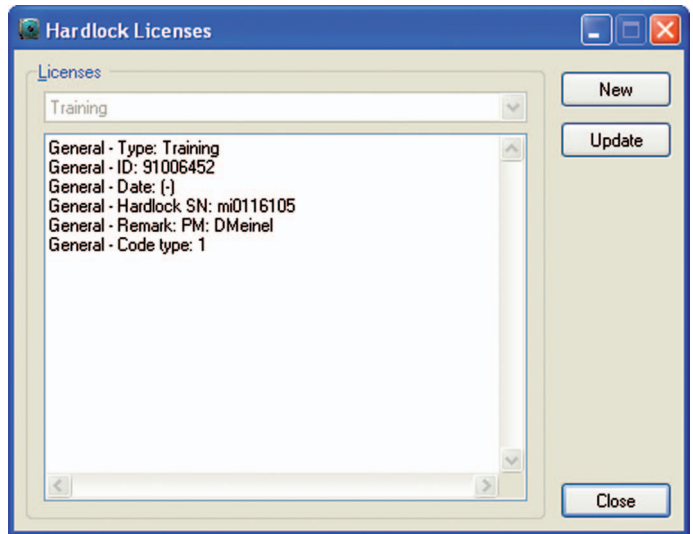 Hardlock Licenses
Licenses
Training
General - Type: Training
General - ID: 91006452
General - Date: (-)
General - Hardlock SN: mi0116105
General - Remark: PM: DMeinel
General - Code type: 1
New
Update
Close